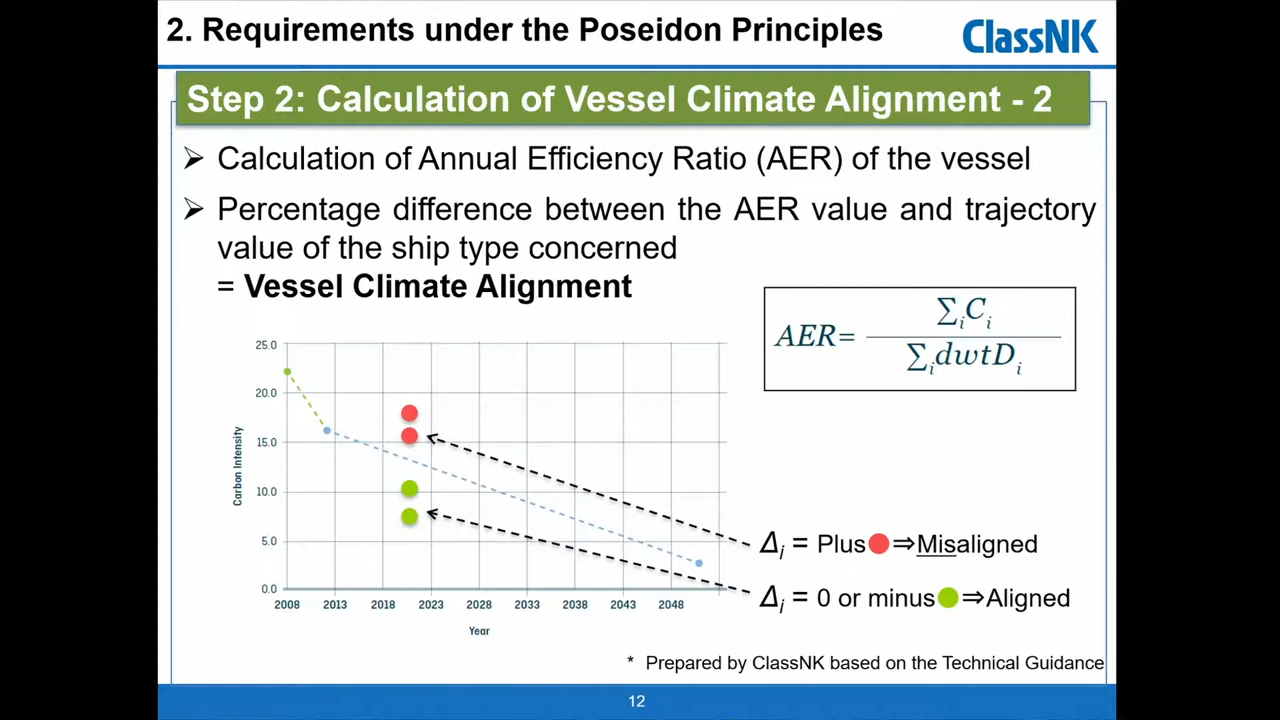 2. Requirements under the Poseidon Principles
ClassNK
Step 2: Calculation of Vessel Climate Alignment - 2
➢ Calculation of Annual Efficiency Ratio (AER) of the vessel
➢ Percentage difference between the AER value and trajectory
value of the ship type concerned
= Vessel Climate Alignment
AER= ∑iCi / ∑idwtDi
25.0
20.0
15.0
10.0
5.0
0.0
Carbon Intensity
2008 2013 2018 2023 2028 2033 2038 2043 2048
Year
Δi = Plus ⇒Misaligned
Δi = 0 or minus ⇒Aligned
* Prepared by ClassNK based on the Technical Guidance
12